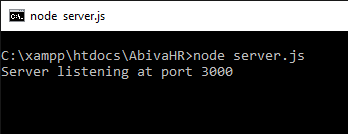 node server.js
C:\xampp\htdocs\AbivaHR>node server.js
Server listening at port 3000